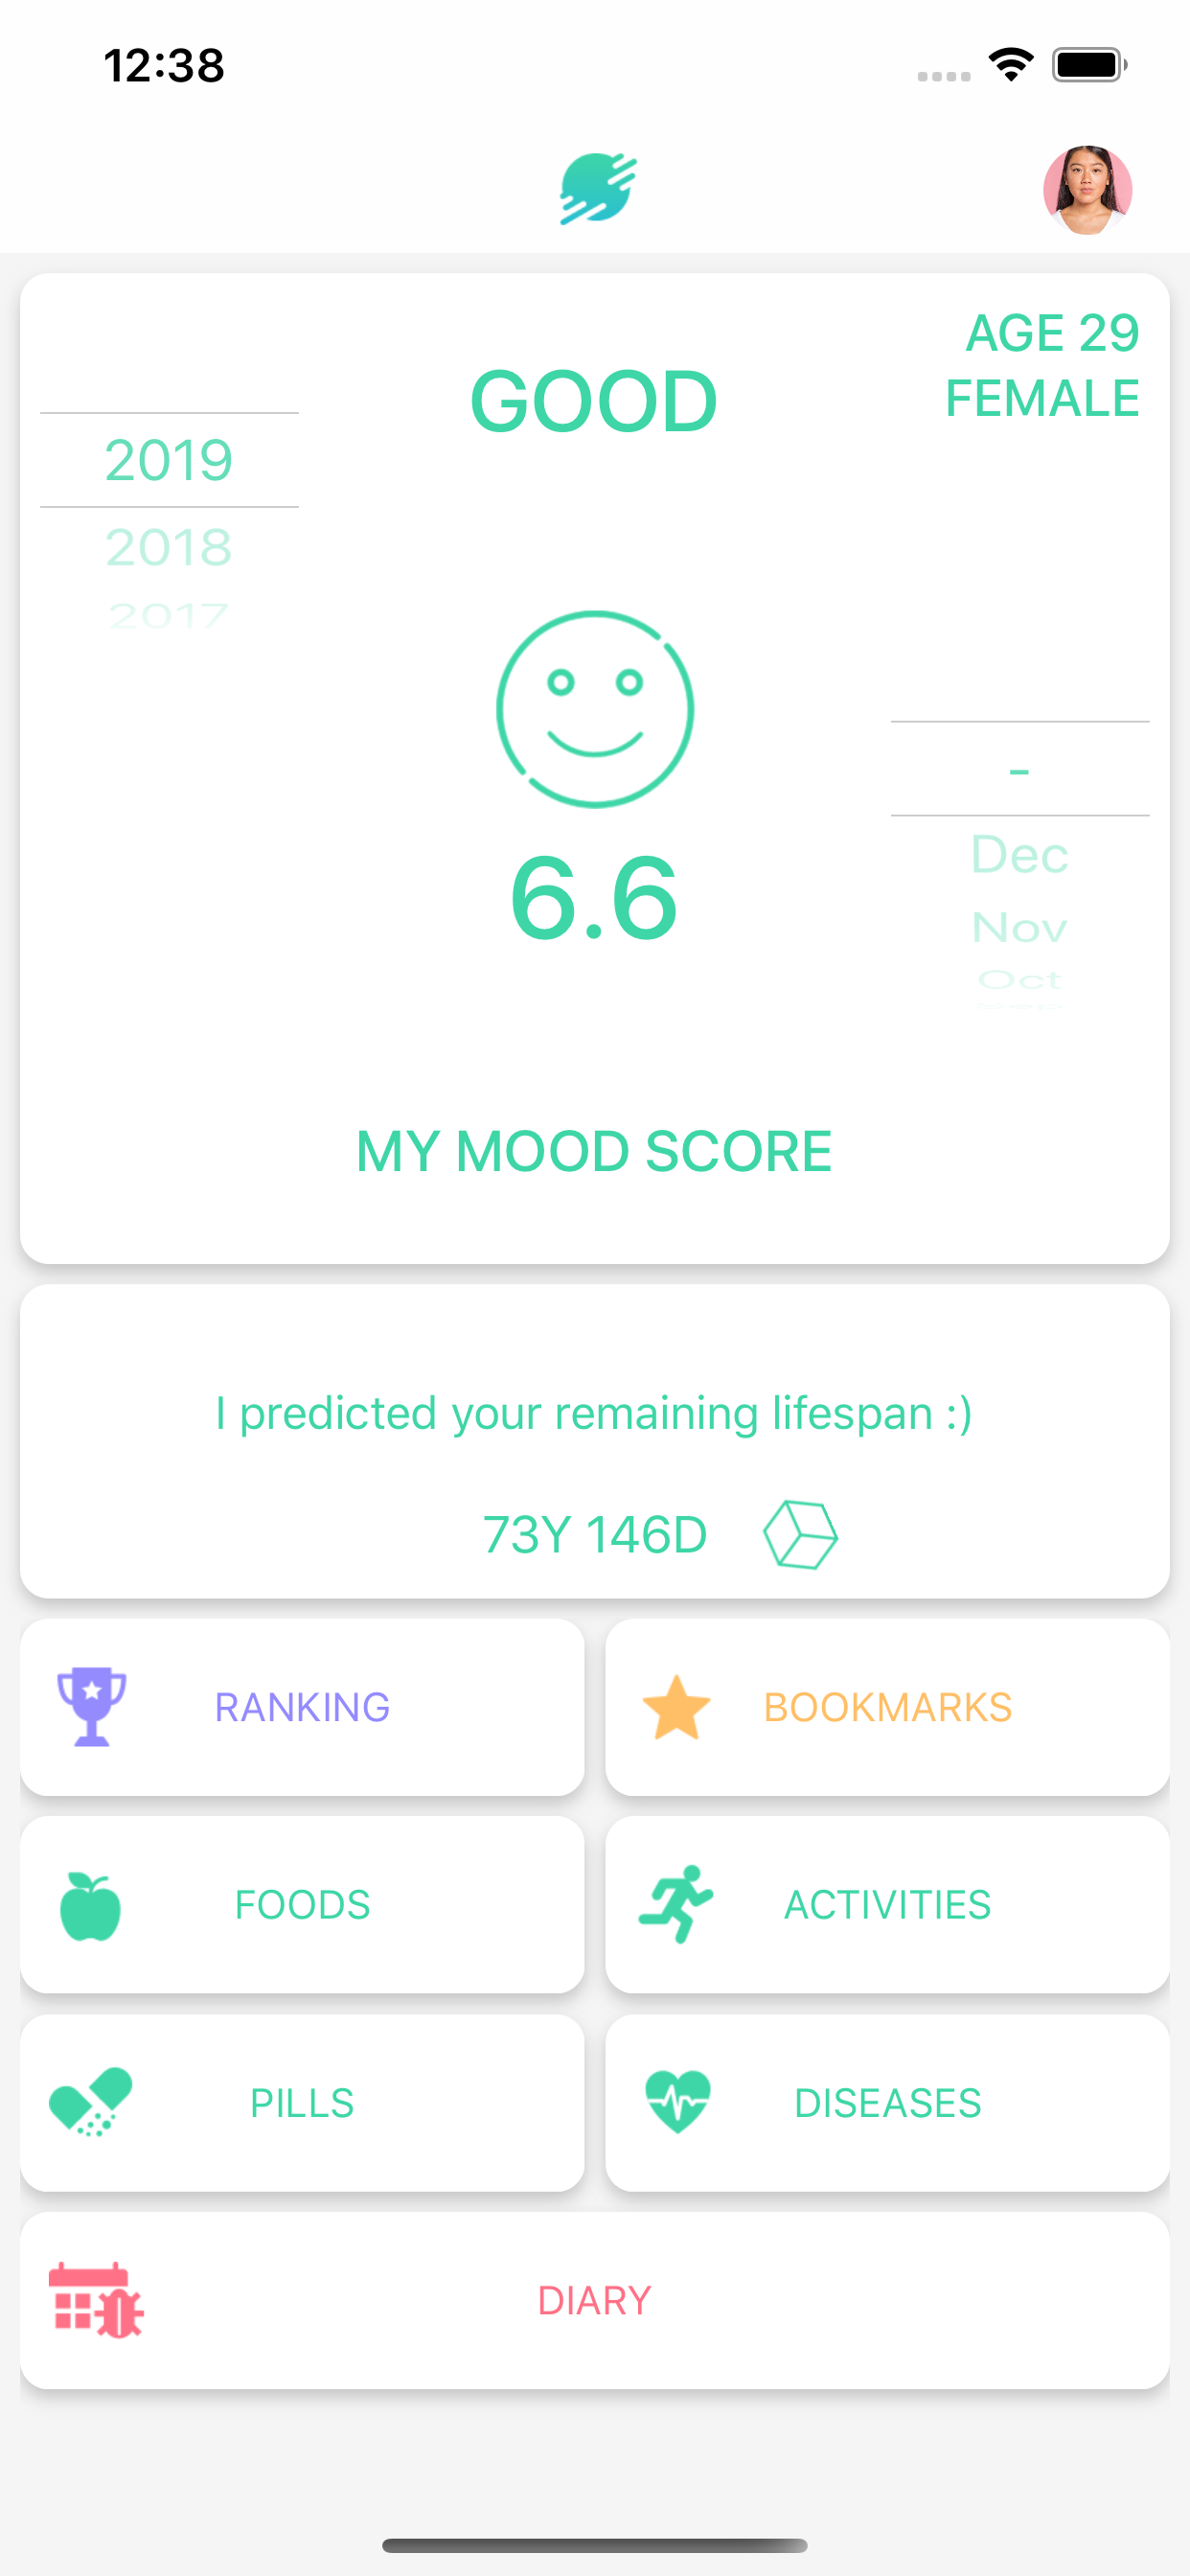 12:38
AGE 29
FEMALE
GOOD
2019
2018
2017
6.6
-
Dec
Nov
Oct
MY MOOD SCORE
I predicted your remaining lifespan :)
73Y 146D
RANKING
BOOKMARKS
FOODS
ACTIVITIES
PILLS
DISEASES
DIARY